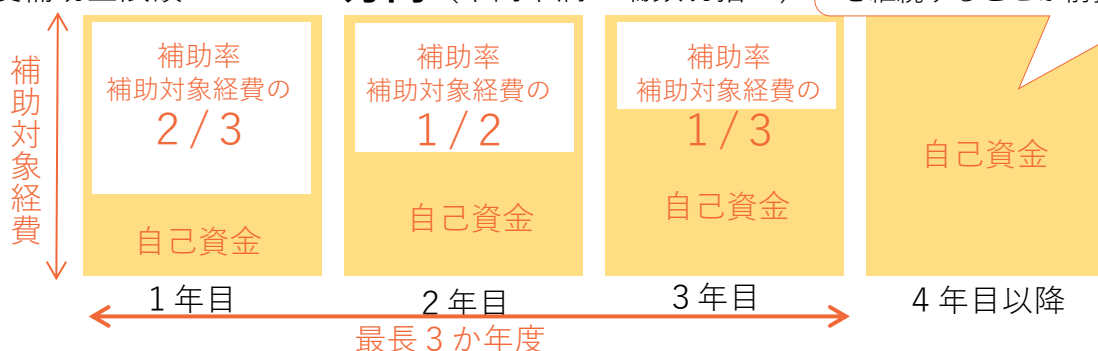 万円
補助対象経費
補助率
補助対象経費の
2/3
自己資金
補助率
補助対象経費の
1/2
自己資金
補助率
補助対象経費の
1/3
自己資金
自己資金
1年目
2年目
3年目
4年目以降
最長3か年度